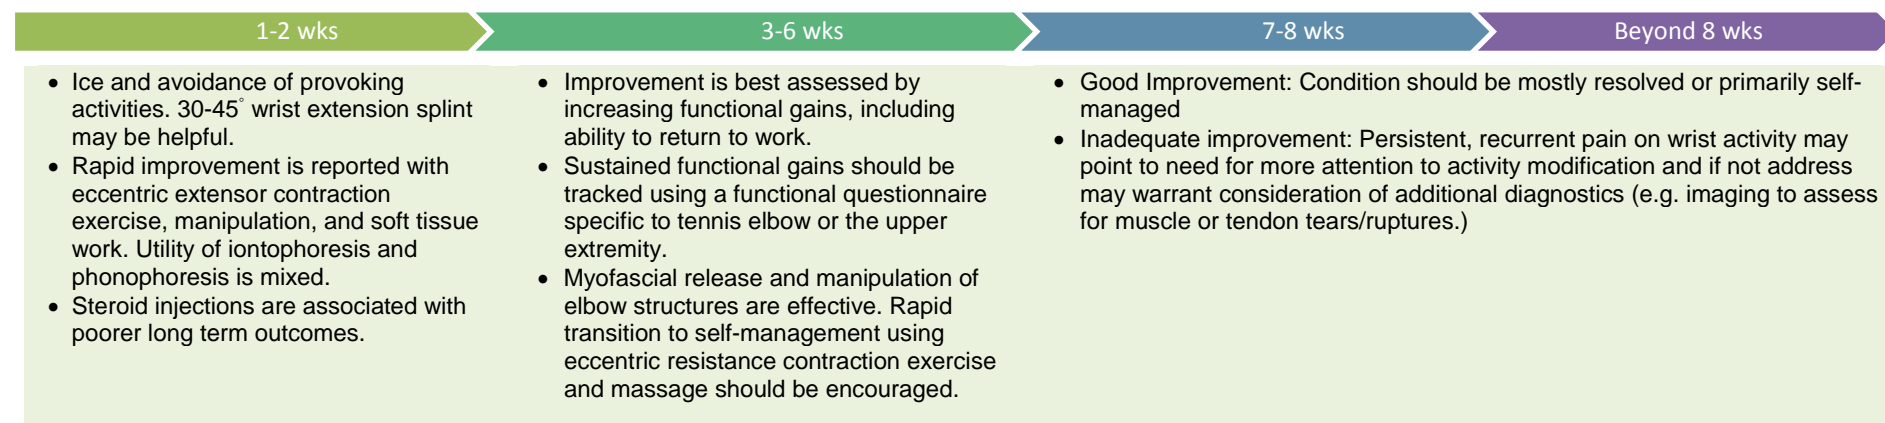 1-2 wks
3-6 wks
7-8 wks
Beyond 8 wks
• Ice and avoidance of provoking
activities. 30-45° wrist extension splint
may be helpful.
• Rapid improvement is reported with
eccentric extensor contraction
exercise, manipulation, and soft tissue
work. Utility of iontophoresis and
phonophoresis is mixed.
• Steroid injections are associated with
poorer long term outcomes.
• Improvement is best assessed by
increasing functional gains, including
ability to return to work.
• Sustained functional gains should be
tracked using a functional questionnaire
specific to tennis elbow or the upper
extremity.
• Myofascial release and manipulation of
elbow structures are effective. Rapid
transition to self-management using
eccentric resistance contraction exercise
and massage should be encouraged.
• Good Improvement: Condition should be mostly resolved or primarily self-
managed
• Inadequate improvement: Persistent, recurrent pain on wrist activity may
point to need for more attention to activity modification and if not address
may warrant consideration of additional diagnostics (e.g. imaging to assess
for muscle or tendon tears/ruptures.)